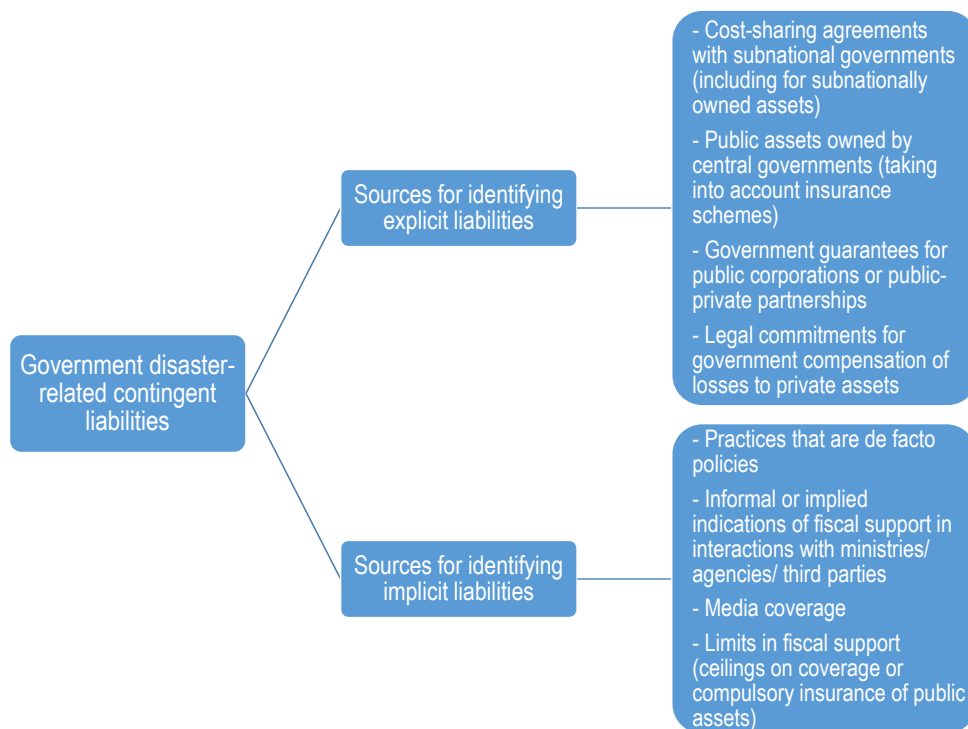 Government disaster-
related contingent
liabilities
Sources for identifying
explicit liabilities
- Cost-sharing agreements
with subnational governments
(including for subnationally
owned assets)
- Public assets owned by
central governments (taking
into account insurance
schemes)
- Government guarantees for
public corporations or public-
private partnerships
- Legal commitments for
government compensation of
losses to private assets
Sources for identifying
implicit liabilities
- Practices that are de facto
policies
- Informal or implied
indications of fiscal support in
interactions with ministries/
agencies/ third parties
- Media coverage
- Limits in fiscal support
(ceilings on coverage or
compulsory insurance of public
assets)